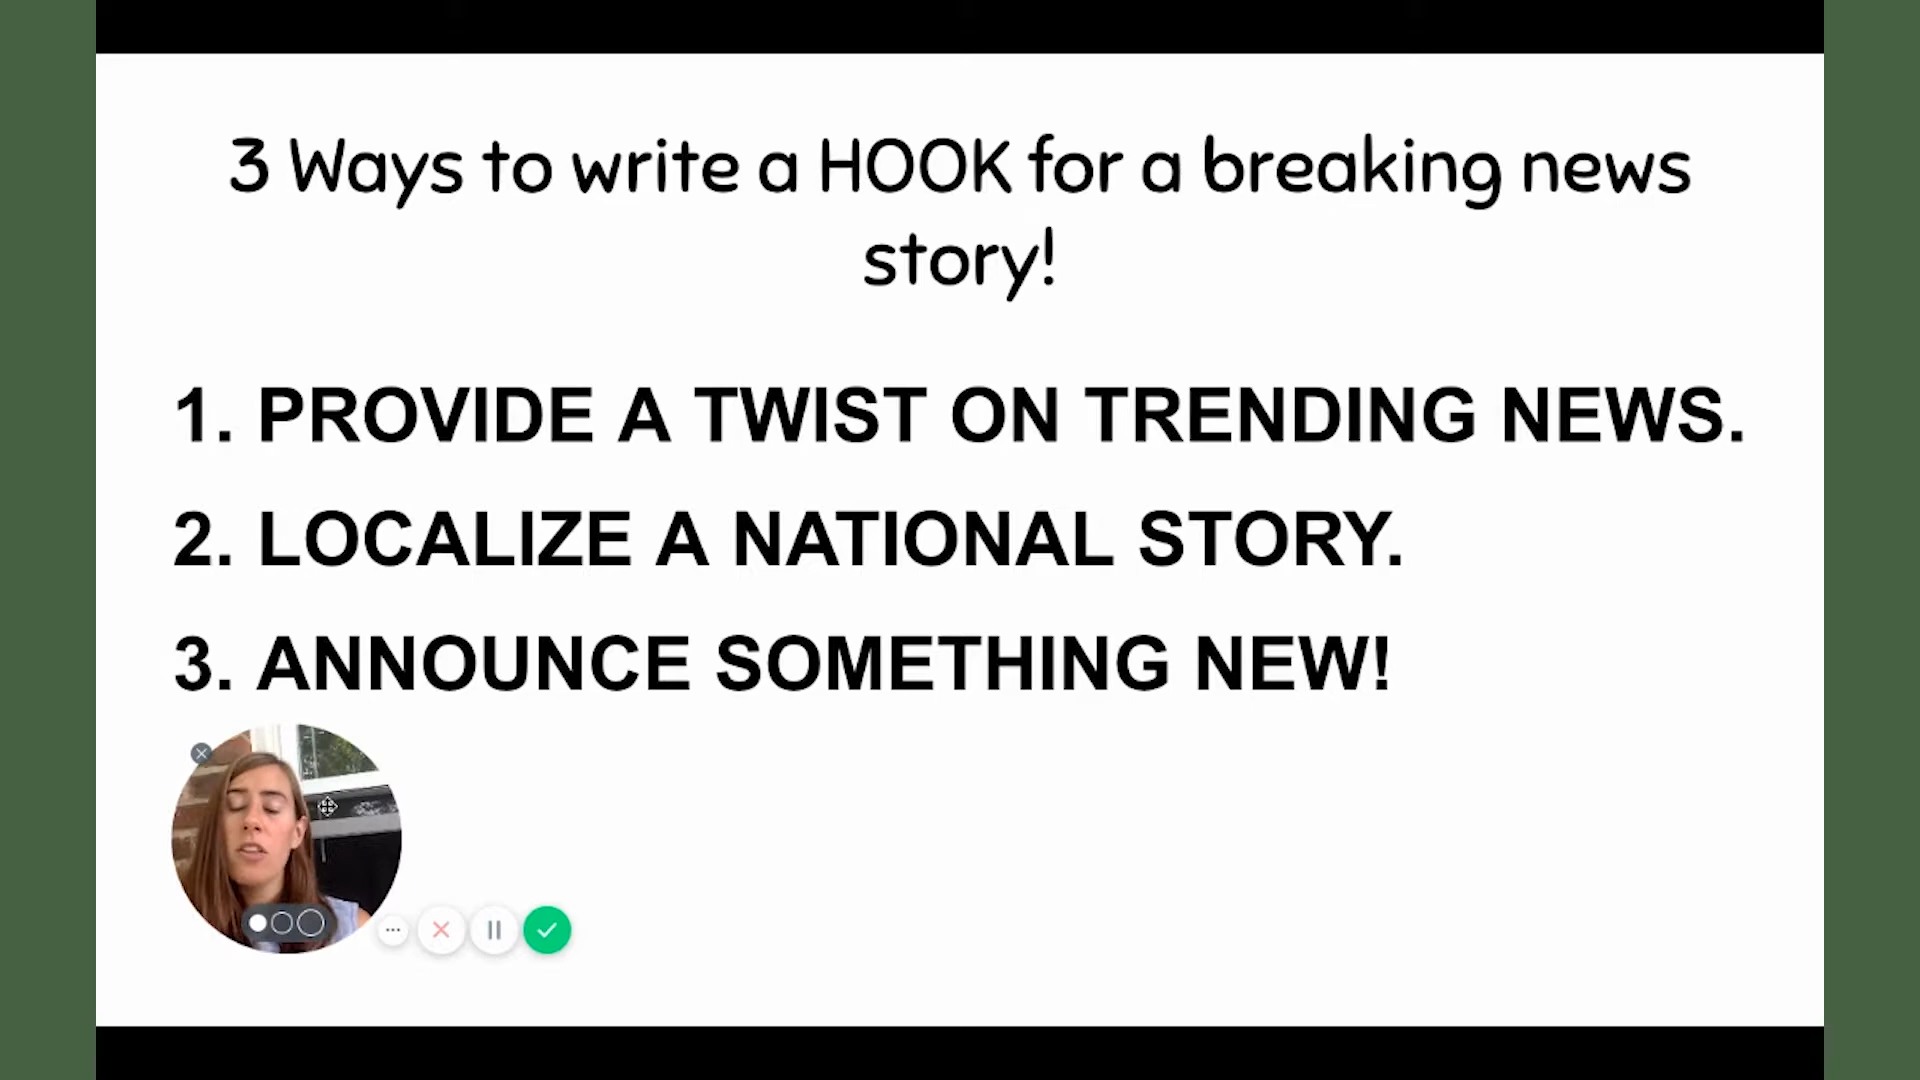 3 Ways to write a HOOK for a breaking news
story!
1. PROVIDE A TWIST ON TRENDING NEWS.
2. LOCALIZE A NATIONAL STORY.
3. ANNOUNCE SOMETHING NEW!